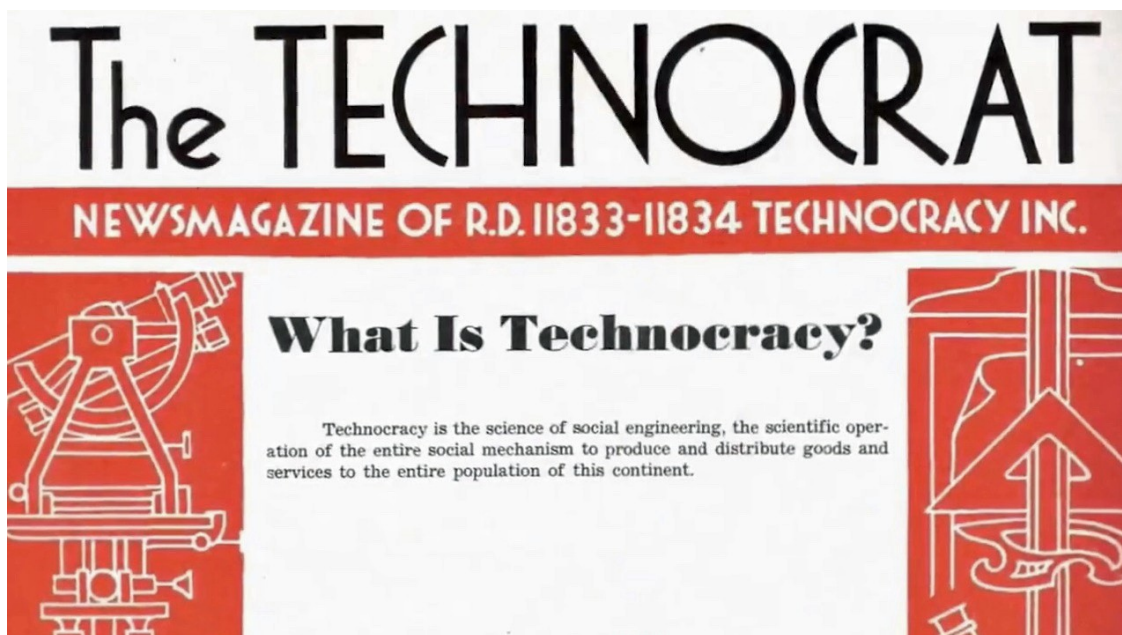 The TECHNOCRAT
NEWSMAGAZINE OF R.D. 11833-11834 TECHNOCRACY INC.
What Is Technocracy?
Technocracy is the science of social engineering, the scientific oper-
ation of the entire social mechanism to produce and distribute goods and
services to the entire population of this continent.